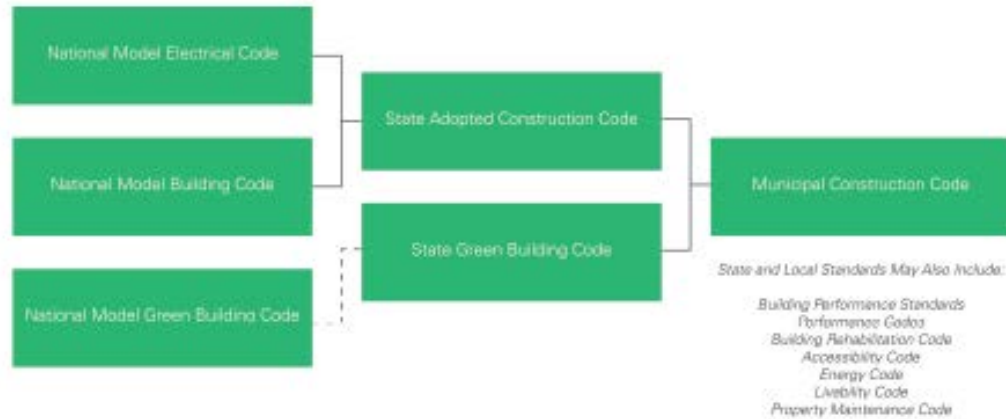 National Model Electrical Code
National Model Building Code
National Model Green Building Code
State Adopted Construction Code
State Green Building Code
Municipal Construction Code
State and Local Standards May Also Include:
Building Performance Standards
Performance Codes
Building Rehabilitation Code
Accessibility Code
Energy Code
Livebility Code
Property Maintenance Code